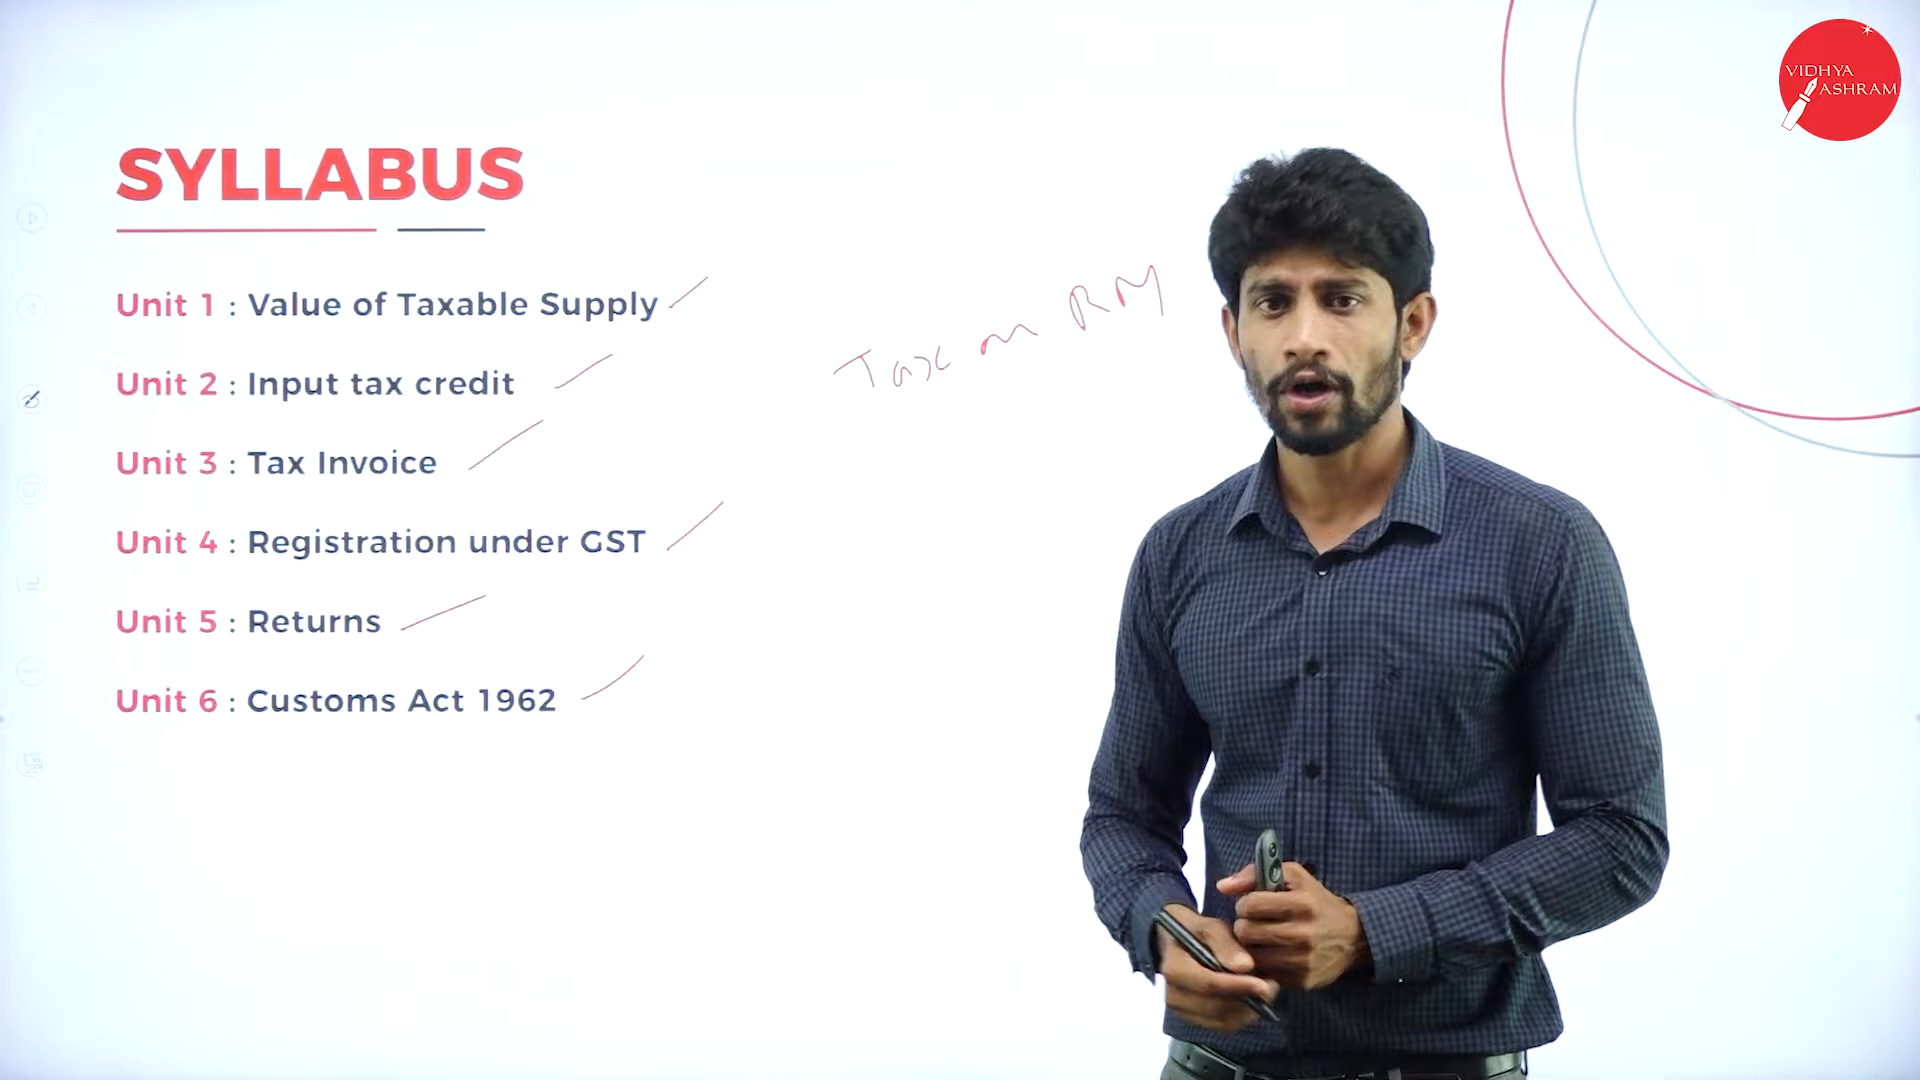 VIDHYA
ASHRAM
SYLLABUS
Unit 1 : Value of Taxable Supply
Unit 2 : Input tax credit
Unit 3 : Tax Invoice
Unit 4 : Registration under GST
Unit 5 : Returns
Unit 6 : Customs Act 1962
Tax on RM